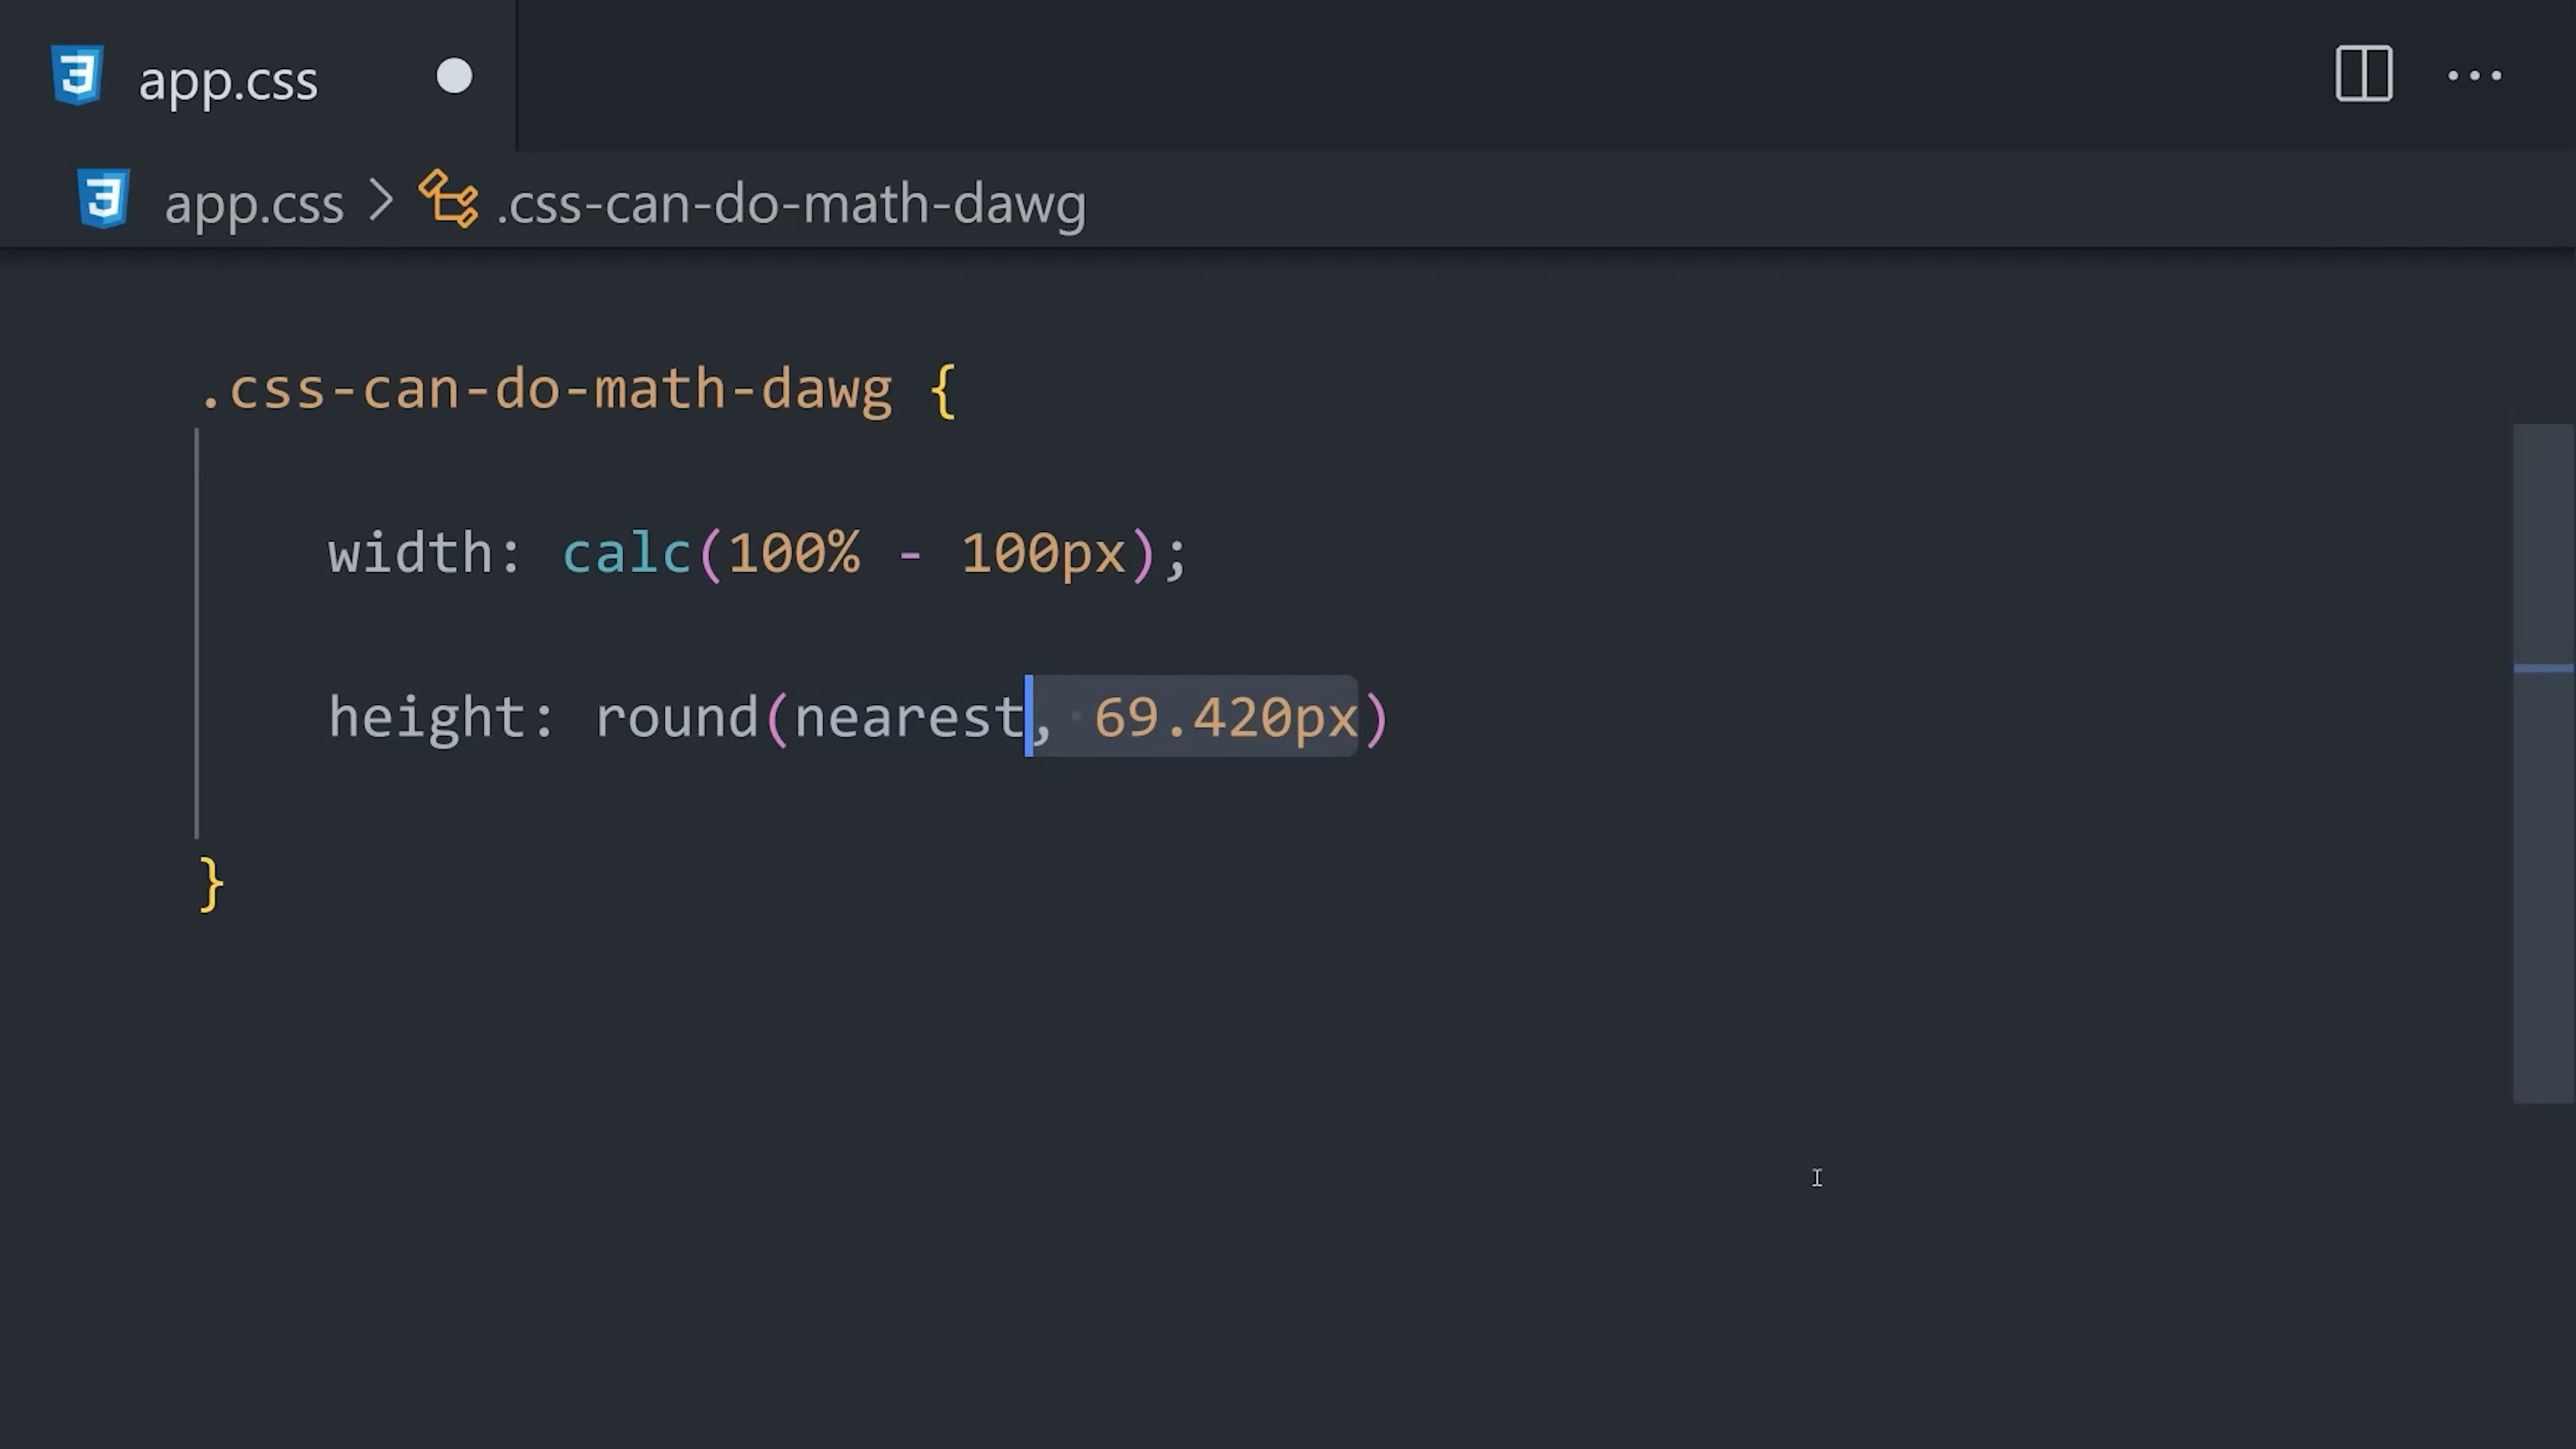 app.css
app.css > .css-can-do-math-dawg
.css-can-do-math-dawg {
width: calc(100% - 100px);
height: round(nearest, 69.420px)
}